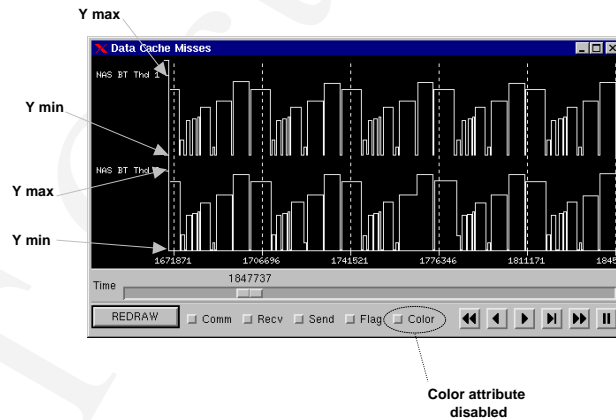 Y max
Data Cache Misses
NAS BT Thd 1
Y min
NAS BT Thd
Y max
Y min
1671871 1706696 1741521 1776346 1811171 1845
1847737
Time
REDRAW Comm Recv Send Flag Color
Color attribute
disabled